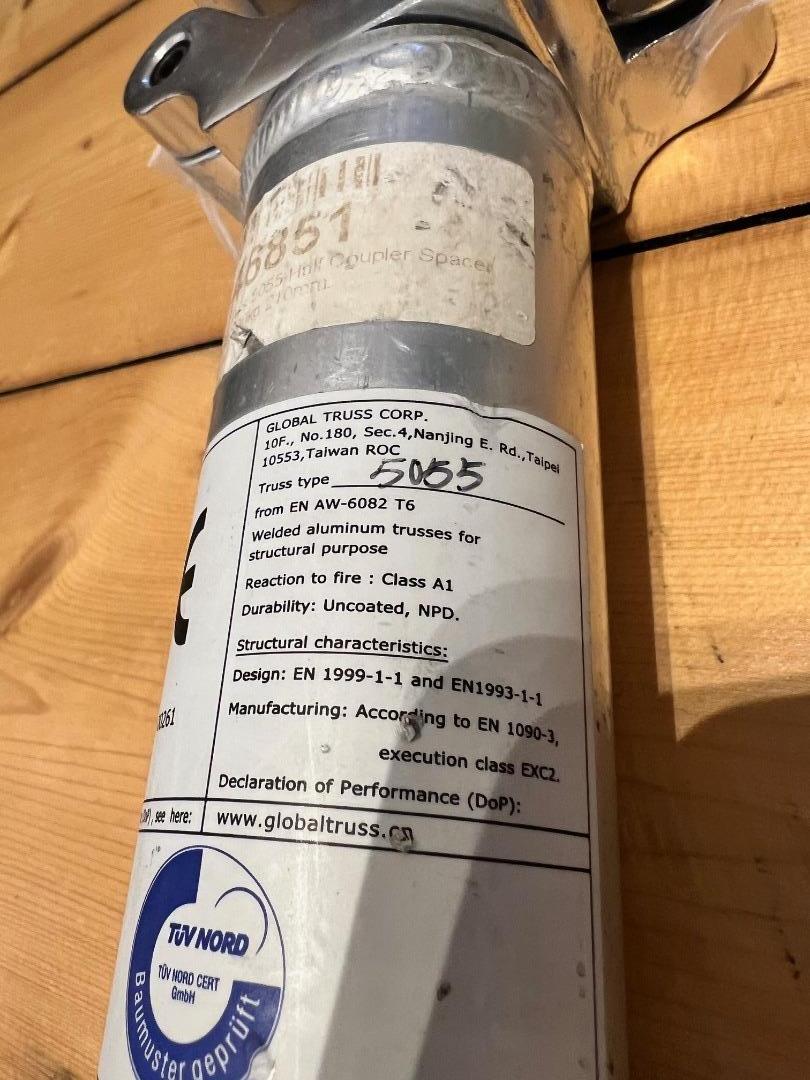 6851
5055 Half Coupler Spacer
210mm
GLOBAL TRUSS CORP.
10F., No.180, Sec.4,Nanjing E. Rd.,Taipei
10553,Taiwan ROC
Truss type 5055
from EN AW-6082 T6
Welded aluminum trusses for
structural purpose
Reaction to fire : Class A1
Durability: Uncoated, NPD.
Structural characteristics:
Design: EN 1999-1-1 and EN1993-1-1
Manufacturing: According to EN 1090-3,
execution class EXC2.
Declaration of Performance (DoP):
see here:
www.globaltruss.cn
TÜV NORD
TÜV NORD CERT
GmbH
Baumuster geprüft